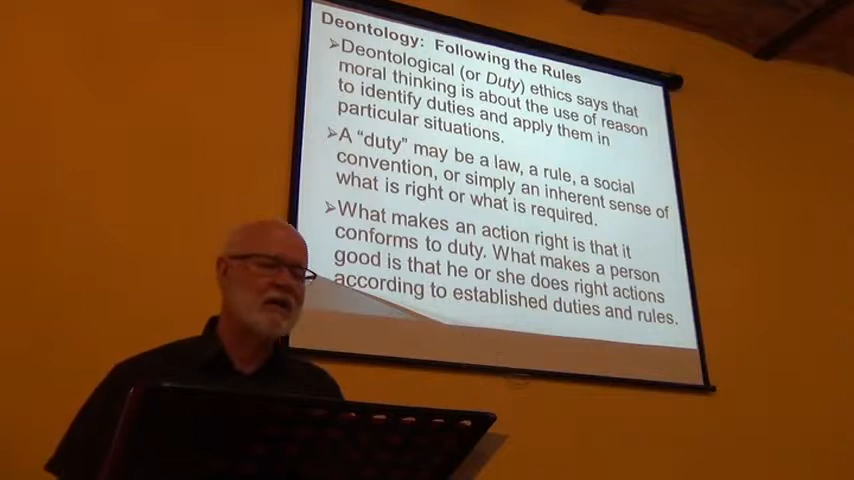 Deontology: Following the Rules
➢Deontological (or Duty) ethics says that
moral thinking is about the use of reason
to identify duties and apply them in
particular situations.
➢A “duty” may be a law, a rule, a social
convention, or simply an inherent sense of
what is right or what is required.
➢What makes an action right is that it
conforms to duty. What makes a person
good is that he or she does right actions
according to established duties and rules.